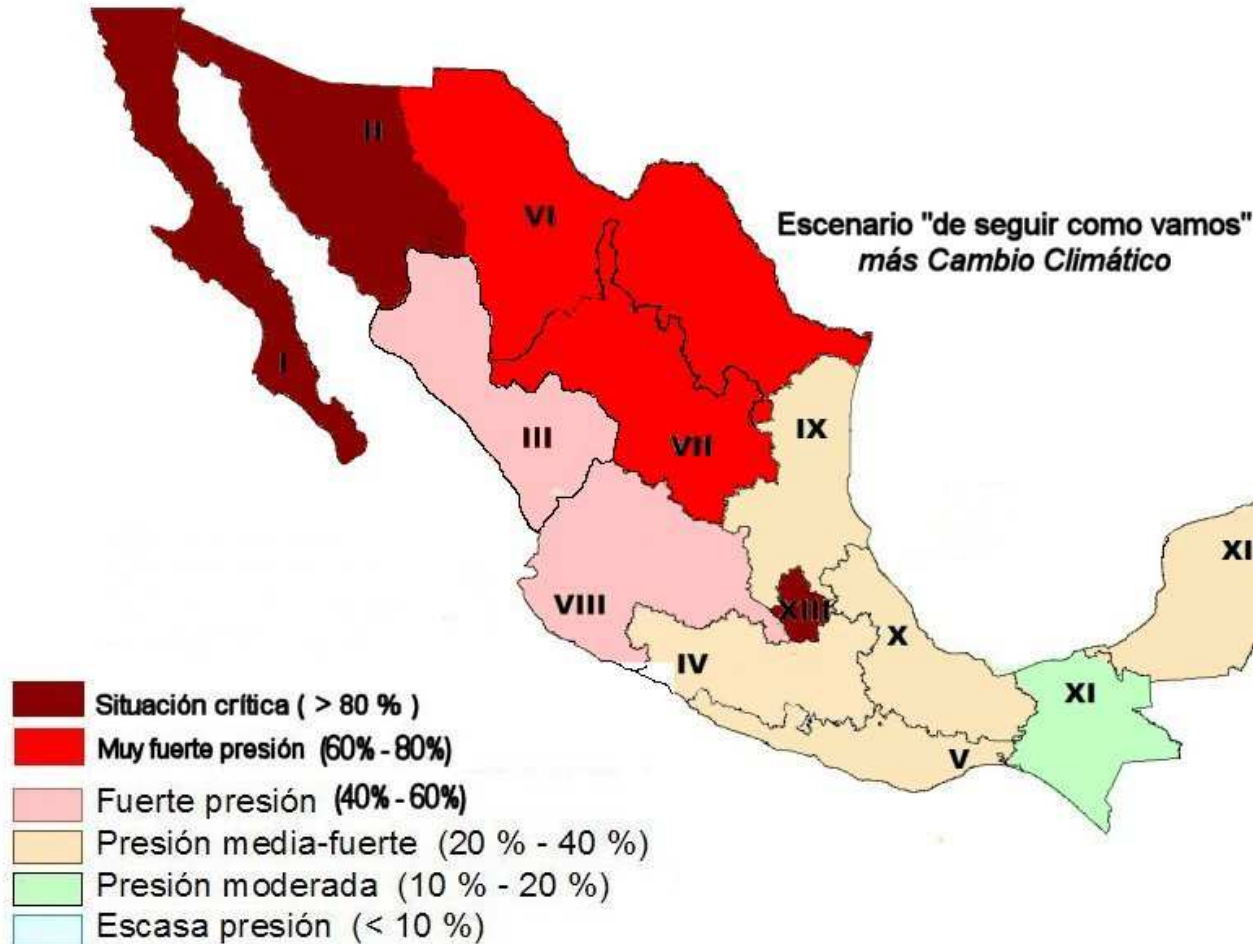 II
VI
Escenario "de seguir como vamos"
más Cambio Climático
I
III
VII
IX
XI
VIII
XIII
X
IV
XI
V
Situación crítica ( > 80 % )
Muy fuerte presión (60% - 80%)
Fuerte presión (40% - 60%)
Presión media-fuerte (20 % - 40 %)
Presión moderada (10 % - 20 %)
Escasa presión (< 10 %)